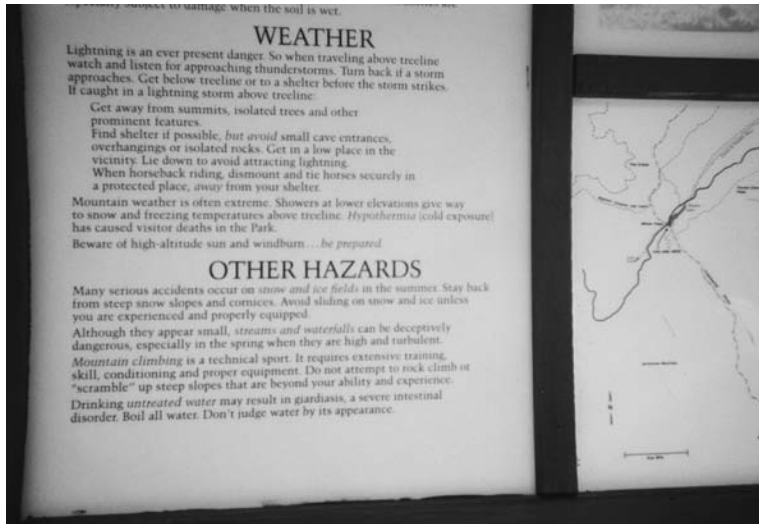 especially subject to damage when the soil is wet.
WEATHER
Lightning is an ever present danger. So when traveling above treeline
watch and listen for approaching thunderstorms. Turn back if a storm
approaches. Get below treeline or to a shelter before the storm strikes.
If caught in a lightning storm above treeline:
Get away from summits, isolated trees and other
prominent features.
Find shelter if possible, but avoid small cave entrances,
overhangings or isolated rocks. Get in a low place in the
vicinity. Lie down to avoid attracting lightning.
When horseback riding, dismount and tie horses securely in
a protected place, away from your shelter.
Mountain weather is often extreme. Showers at lower elevations give way
to snow and freezing temperatures above treeline. Hypothermia (cold exposure)
has caused visitor deaths in the Park.
Beware of high-altitude sun and windburn...be prepared
OTHER HAZARDS
Many serious accidents occur on snow and ice fields in the summer. Stay back
from steep snow slopes and cornices. Avoid sliding on snow and ice unless
you are experienced and properly equipped.
Although they appear small, streams and waterfalls can be deceptively
dangerous, especially in the spring when they are high and turbulent.
Mountain climbing is a technical sport. It requires extensive training,
skill, conditioning and proper equipment. Do not attempt to rock climb or
"scramble" up steep slopes that are beyond your ability and experience.
Drinking untreated water may result in giardiasis, a severe intestinal
disorder. Boil all water. Don't judge water by its appearance.